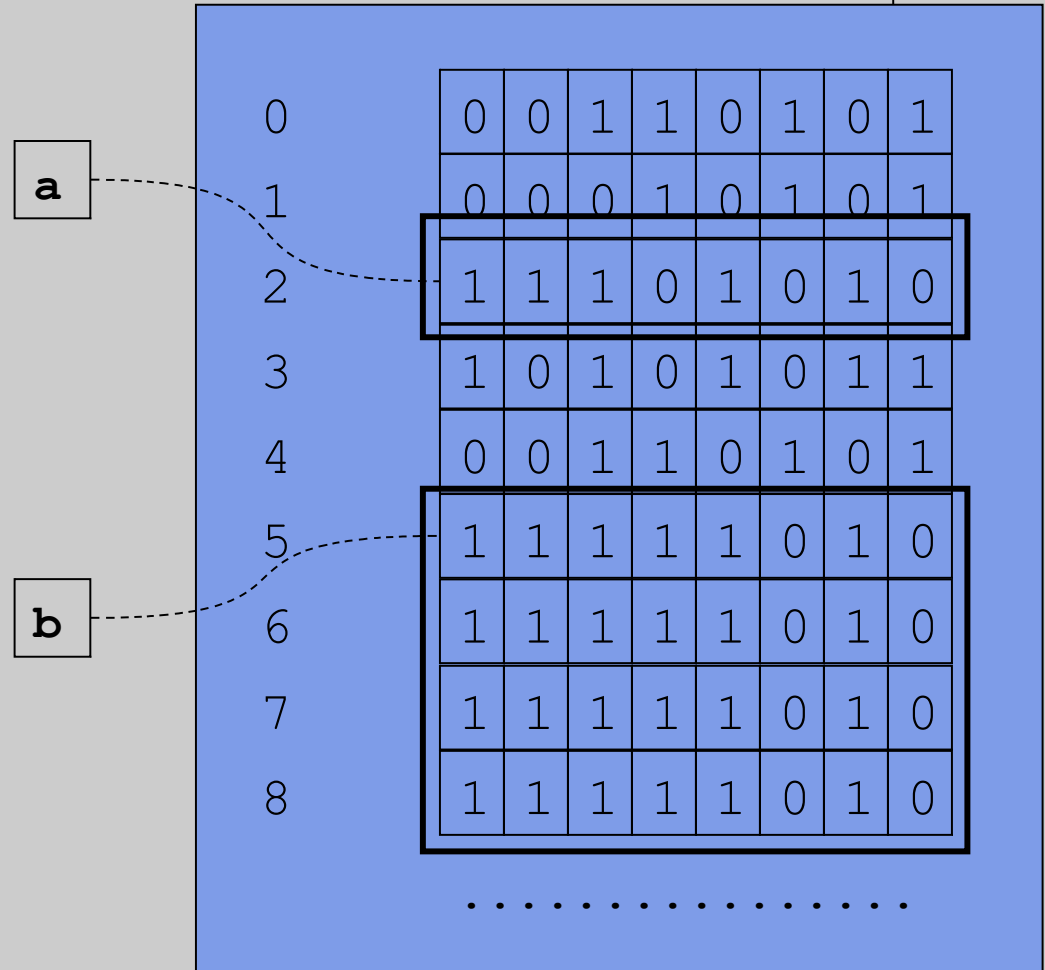 0 0 0 1 1 0 1 0 1
a
1 0 0 0 1 0 1 0 1
2 1 1 1 0 1 0 1 0
3 1 0 1 0 1 0 1 1
4 0 0 1 1 0 1 0 1
5 1 1 1 1 1 0 1 0
b
6 1 1 1 1 1 0 1 0
7 1 1 1 1 1 0 1 0
8 1 1 1 1 1 0 1 0
. . . . . . . . . . . . . . . .